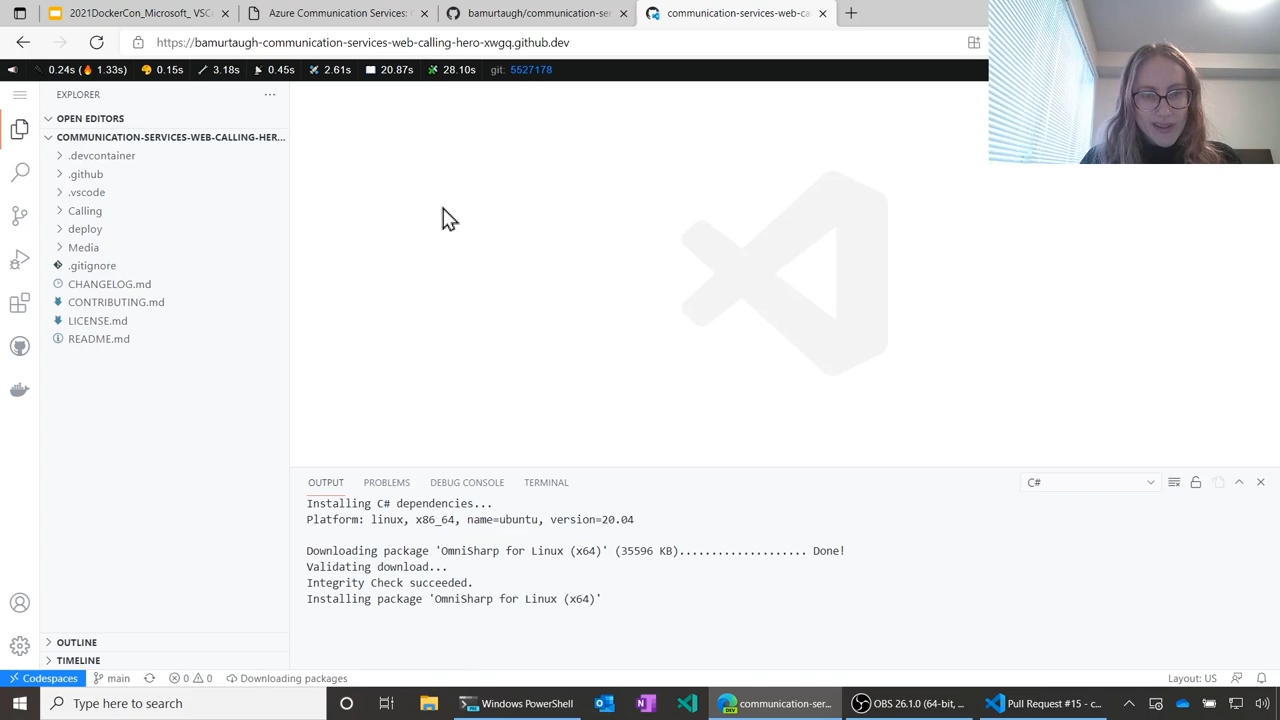 2021DockerCon_Microsoft_ VSC
Azure Communication Services: C
bamurtaugh/communication-ser
communication-services-web-ca
https://bamurtaugh-communication-services-web-calling-hero-xwgq.github.dev
0.24s( 1.33s) 0.15s 3.18s 0.45s 2.61s 20.87s 28.10s git: 5527178
EXPLORER
OPEN EDITORS
COMMUNICATION-SERVICES-WEB-CALLING-HER...
.devcontainer
.github
.vscode
Calling
deploy
Media
.gitignore
CHANGELOG.md
CONTRIBUTING.md
LICENSE.md
README.md
OUTLINE
TIMELINE
OUTPUT PROBLEMS DEBUG CONSOLE TERMINAL
C#
Installing C# dependencies...
Platform: linux, x86_64, name=ubuntu, version=20.04
Downloading package 'OmniSharp for Linux (x64)' (35596 KB).................... Done!
Validating download...
Integrity Check succeeded.
Installing package 'OmniSharp for Linux (x64)'
Codespaces main 0 0 Downloading packages Layout: US
Type here to search
Windows PowerShell
communication-ser...
DEV
OBS 26.1.0 (64-bit, ...
Pull Request #15 - c...